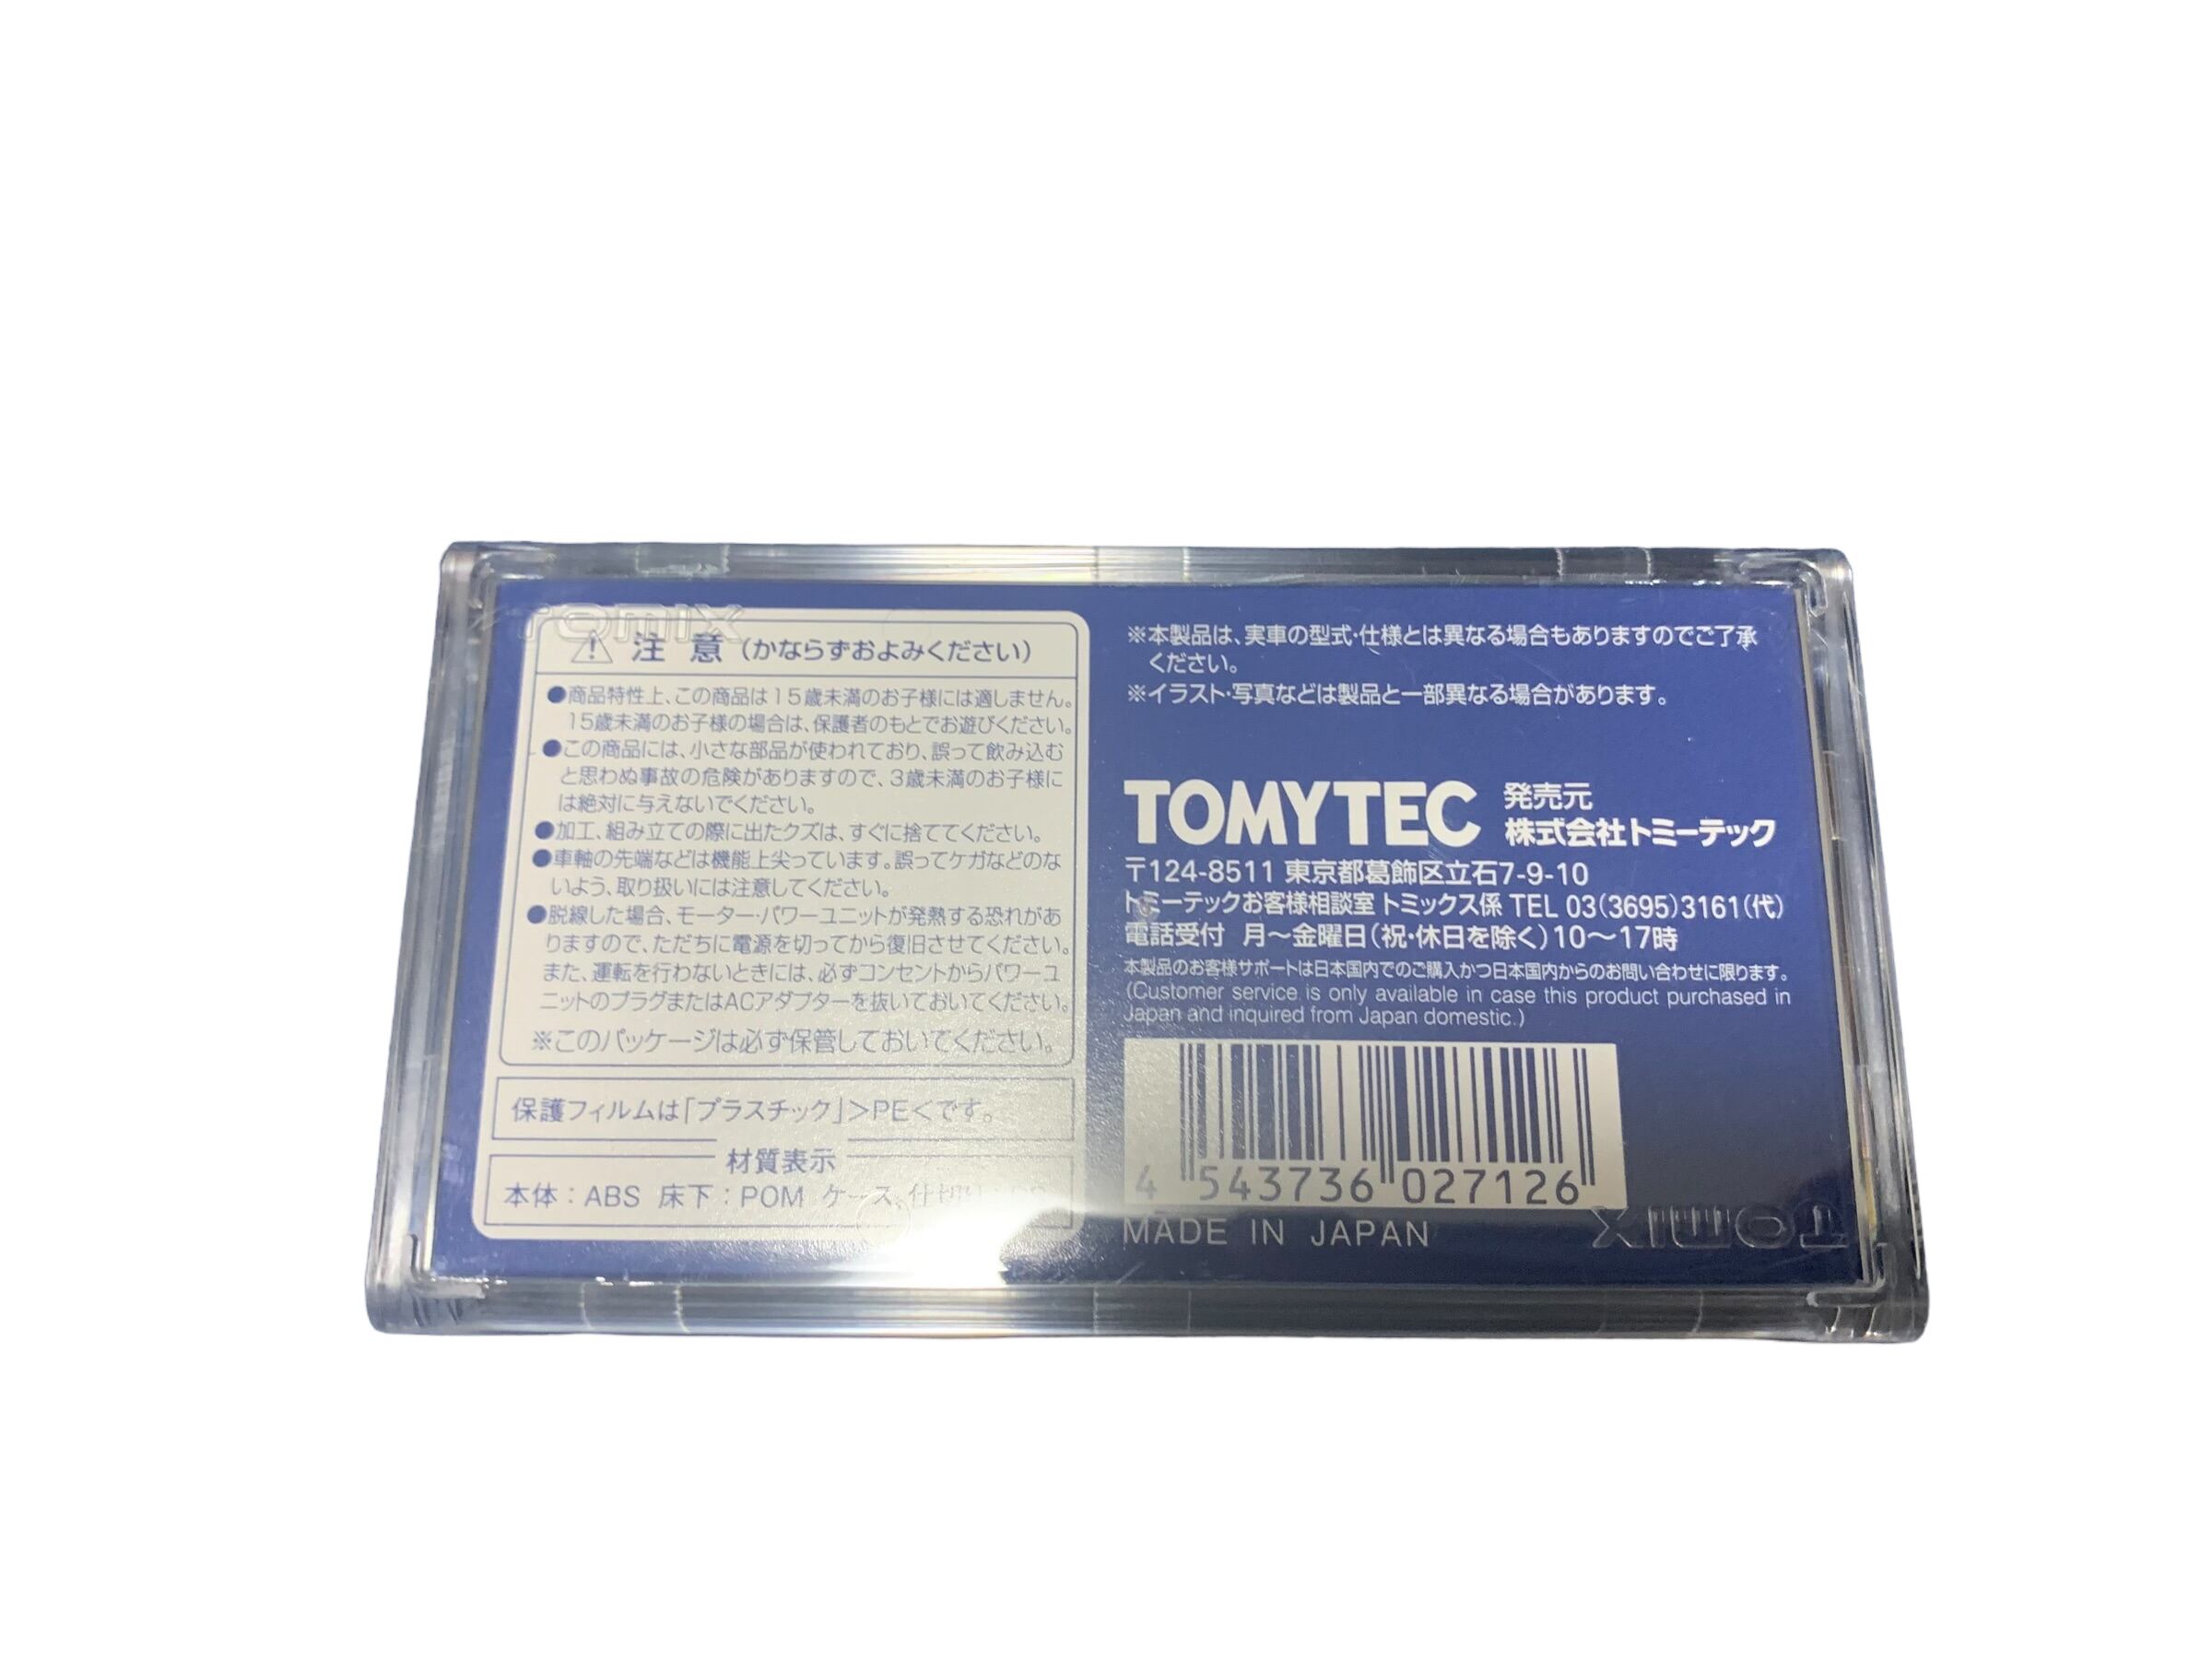 TOMIX
注 意 (かならずおよみください)
●商品特性上、この商品は15歳未満のお子様には適しません。
15歳未満のお子様の場合は、保護者のもとでお遊びください。
●この商品には、小さな部品が使われており、誤って飲み込む
と思わぬ事故の危険がありますので、3歳未満のお子様に
は絶対に与えないでください。
●加工、組み立ての際に出たクズは、すぐに捨ててください。
●車軸の先端などは機能上尖っています。誤ってケガなどのな
いよう、取り扱いには注意してください。
●脱線した場合、モーター・パワーユニットが発熱する恐れがあ
りますので、ただちに電源を切ってから復旧させてください。
また、運転を行わないときには、必ずコンセントからパワーユ
ニットのプラグまたはACアダプターを抜いておいてください。
※このパッケージは必ず保管しておいてください。
保護フィルムは「プラスチック」>PE<です。
材質表示
本体:ABS 床下:POM ケース、仕切り:
※本製品は、実車の型式・仕様とは異なる場合もありますのでご了承
ください。
※イラスト・写真などは製品と一部異なる場合があります。
TOMYTEC
発売元
株式会社トミーテック
〒124-8511 東京都葛飾区立石7-9-10
トミーテックお客様相談室 トミックス係 TEL 03(3695)3161(代)
電話受付 月〜金曜日(祝・休日を除く)10〜17時
本製品のお客様サポートは日本国内でのご購入かつ日本国内からのお問い合わせに限ります。
(Customer service is only available in case this product purchased in
Japan and inquired from Japan domestic.)
4 543736 027126
MADE IN JAPAN
TOMIX